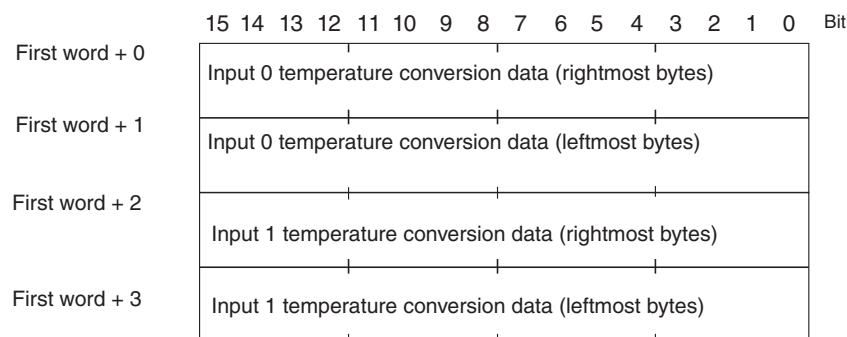 15 14 13 12 11 10 9 8 7 6 5 4 3 2 1 0 Bit
First word + 0
Input 0 temperature conversion data (rightmost bytes)
First word + 1
Input 0 temperature conversion data (leftmost bytes)
First word + 2
Input 1 temperature conversion data (rightmost bytes)
First word + 3
Input 1 temperature conversion data (leftmost bytes)